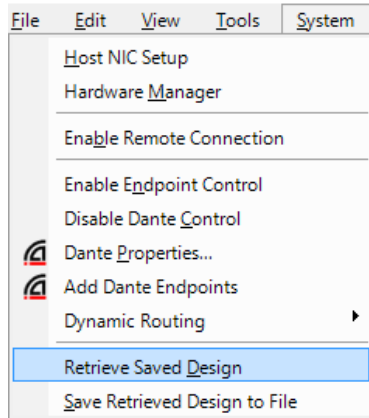 File Edit View Tools System
Host NIC Setup
Hardware Manager
Enable Remote Connection
Enable Endpoint Control
Disable Dante Control
Dante Properties...
Add Dante Endpoints
Dynamic Routing
Retrieve Saved Design
Save Retrieved Design to File